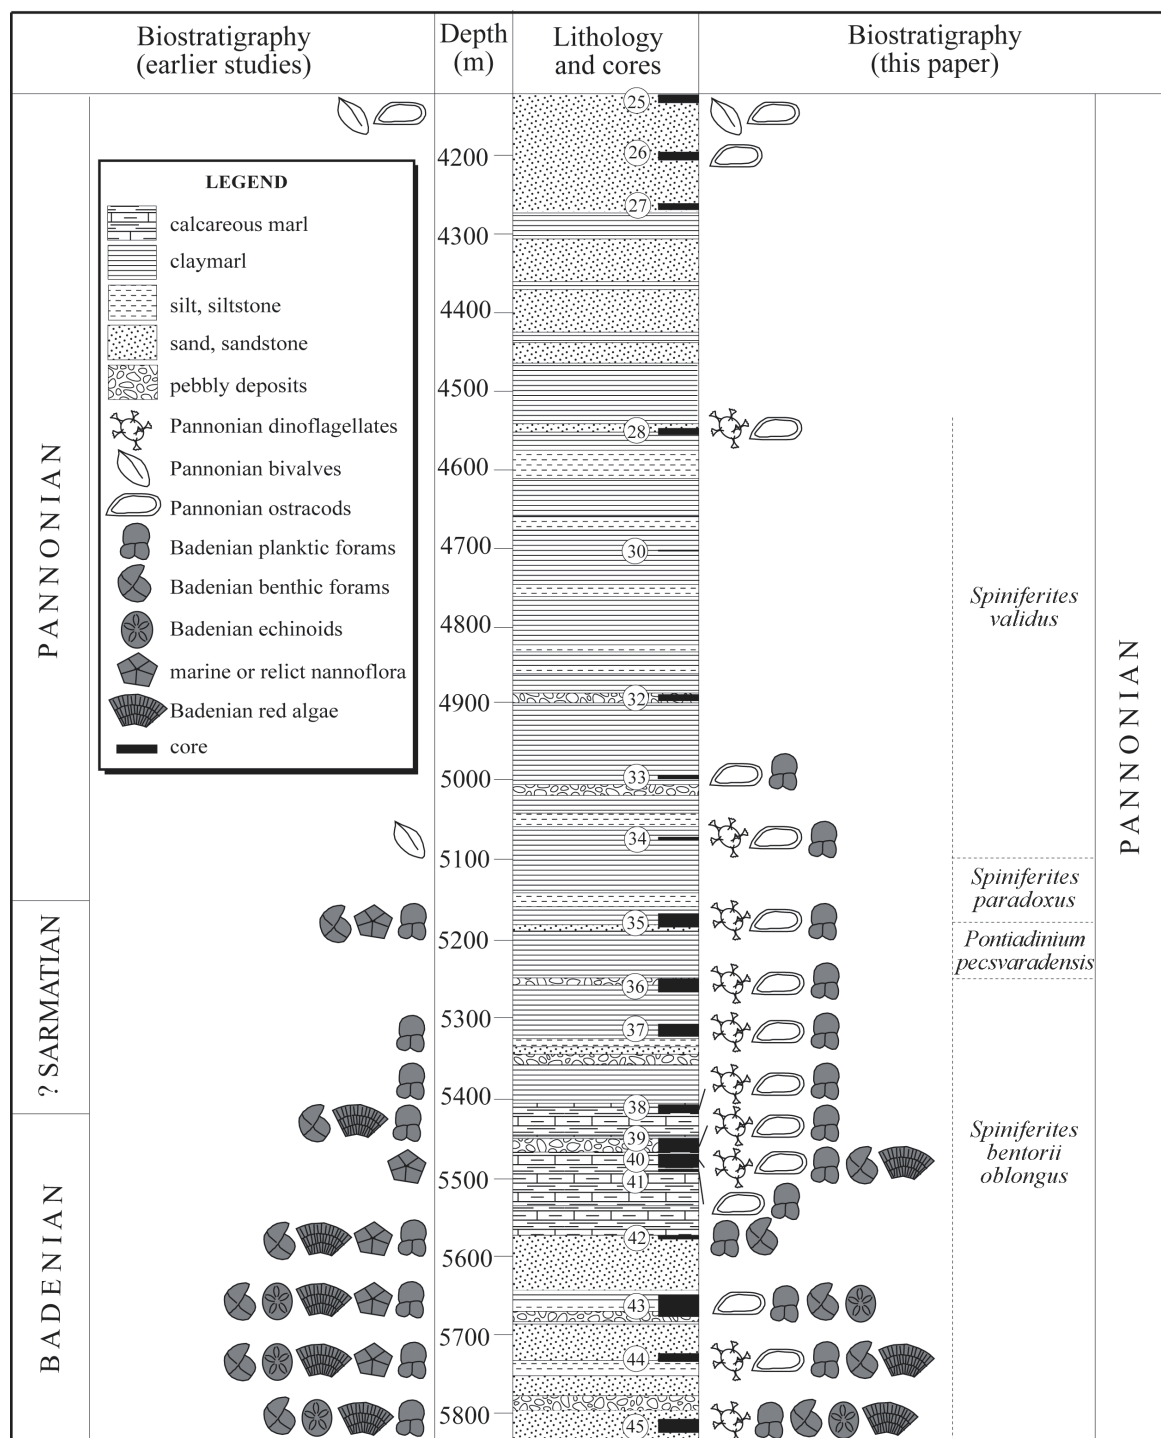 Biostratigraphy
(earlier studies)
Depth
(m)
Lithology
and cores
Biostratigraphy
(this paper)
PANNONIAN
? SARMATIAN
BADENIAN
LEGEND
calcareous marl
claymarl
silt, siltstone
sand, sandstone
pebbly deposits
Pannonian dinoflagellates
Pannonian bivalves
Pannonian ostracods
Badenian planktic forams
Badenian benthic forams
Badenian echinoids
marine or relict nannoflora
Badenian red algae
core
4200
4300
4400
4500
4600
4700
4800
4900
5000
5100
5200
5300
5400
5500
5600
5700
5800
25
26
27
28
30
32
33
34
35
36
37
38
39
40
41
42
43
44
45
Spiniferites
validus
Spiniferites
paradoxus
Pontiadinium
pecsvaradensis
Spiniferites
bentorii
oblongus
PANNONIAN